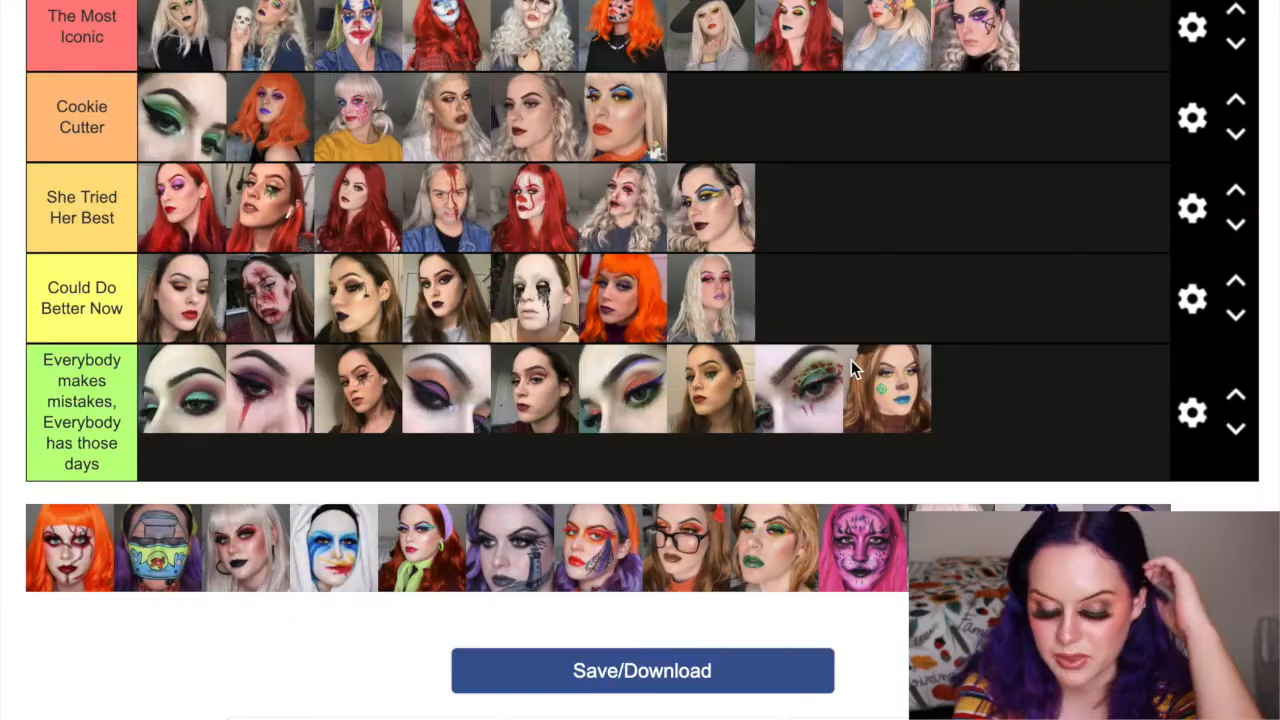 The Most
Iconic
Cookie
Cutter
She Tried
Her Best
Could Do
Better Now
Everybody
makes
mistakes,
Everybody
has those
days
Save/Download